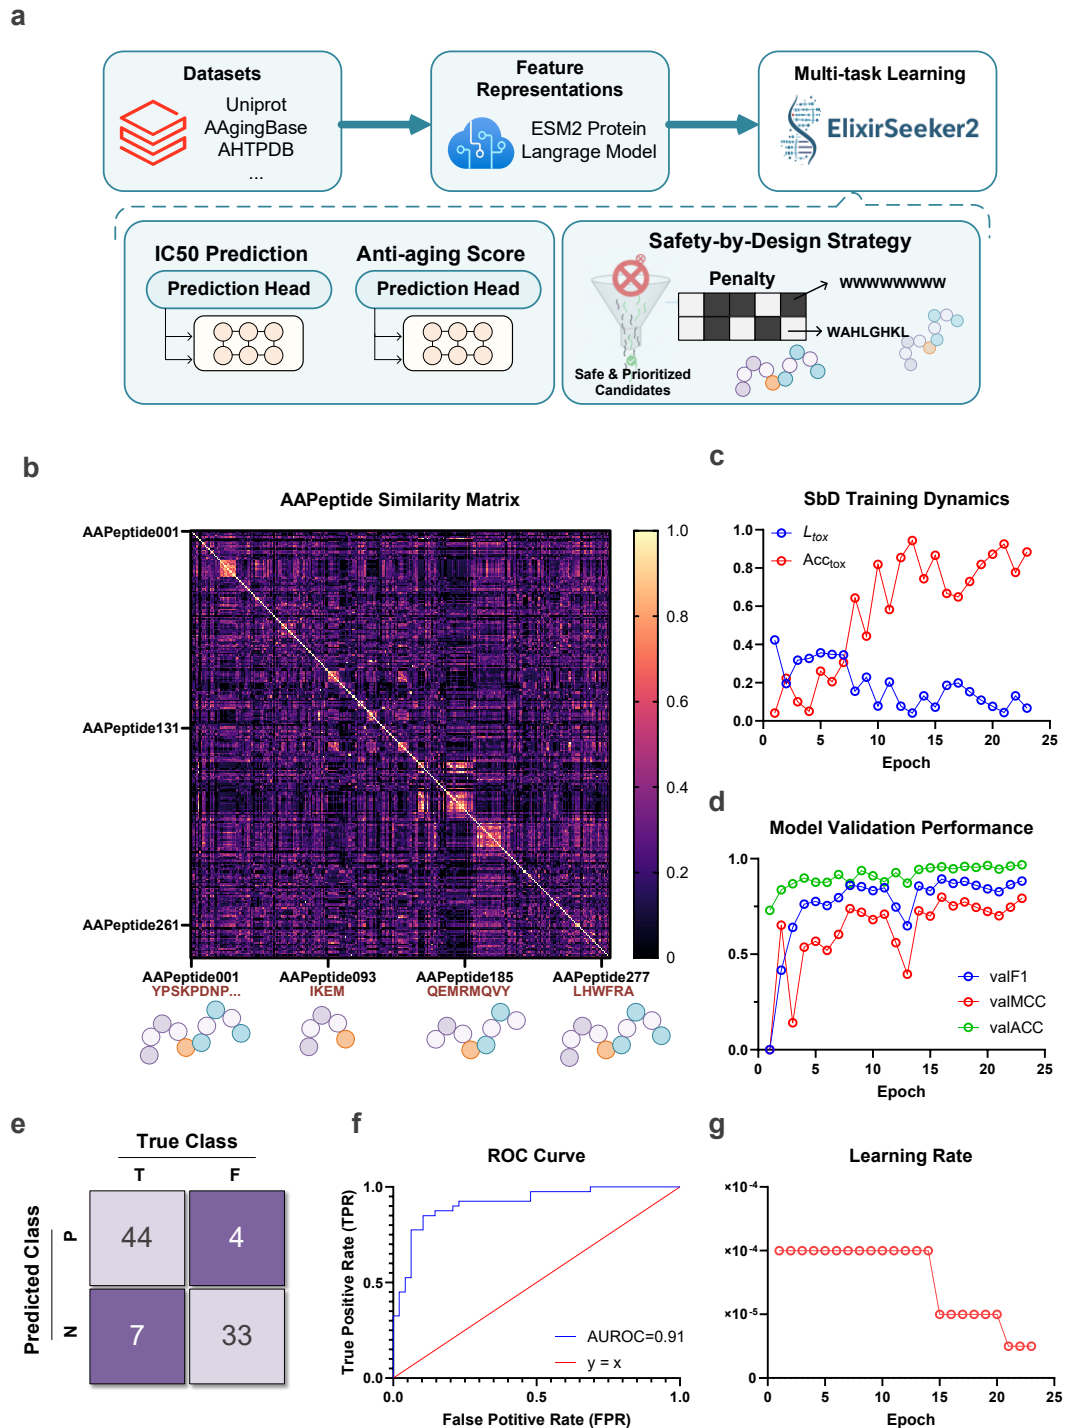 a
Datasets
Uniprot
AAgingBase
AHTPDB
...
Feature
Representations
ESM2 Protein
Langrage Model
Multi-task Learning
ElixirSeeker2
IC50 Prediction
Prediction Head
Anti-aging Score
Prediction Head
Safety-by-Design Strategy
Penalty
WWWWWWWW
WAHLGHKL
Safe & Prioritized
Candidates
b
AAPeptide Similarity Matrix
AAPeptide001
AAPeptide131
AAPeptide261
1.0
0.8
0.6
0.4
0.2
0
AAPeptide001
YPSKPDNP...
AAPeptide093
IKEM
AAPeptide185
QEMRMQVY
AAPeptide277
LHWFRA
c
SbD Training Dynamics
1.0
0.8
0.6
0.4
0.2
0.0
Ltox
Acctox
0 5 10 15 20 25
Epoch
d
Model Validation Performance
1.0
0.5
0.0
valF1
valMCC
valACC
0 5 10 15 20 25
Epoch
e
True Class
T F
Predicted Class
P
N
44 4
7 33
f
ROC Curve
True Positive Rate (TPR)
1.0
0.5
0.0
AUROC=0.91
y = x
0.0 0.5 1.0
False Potitive Rate (FPR)
g
Learning Rate
×10⁻⁴
×10⁻⁴
×10⁻⁵
0
0 5 10 15 20 25
Epoch